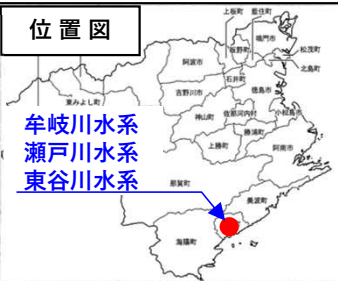 位置図
上板町
藍住町
鳴門市
松茂町
北島町
板野町
阿波市
石井町
徳島市
吉野川市
東みよし町
神山町
佐那河内村
小松島市
勝浦町
上勝町
阿南市
牟岐川水系
瀬戸川水系
東谷川水系
那賀町
美波町
海陽町